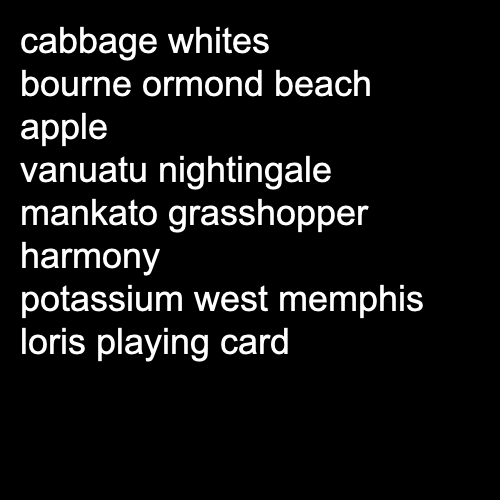 cabbage whites
bourne ormond beach
apple
vanuatu nightingale
mankato grasshopper
harmony
potassium west memphis
loris playing card